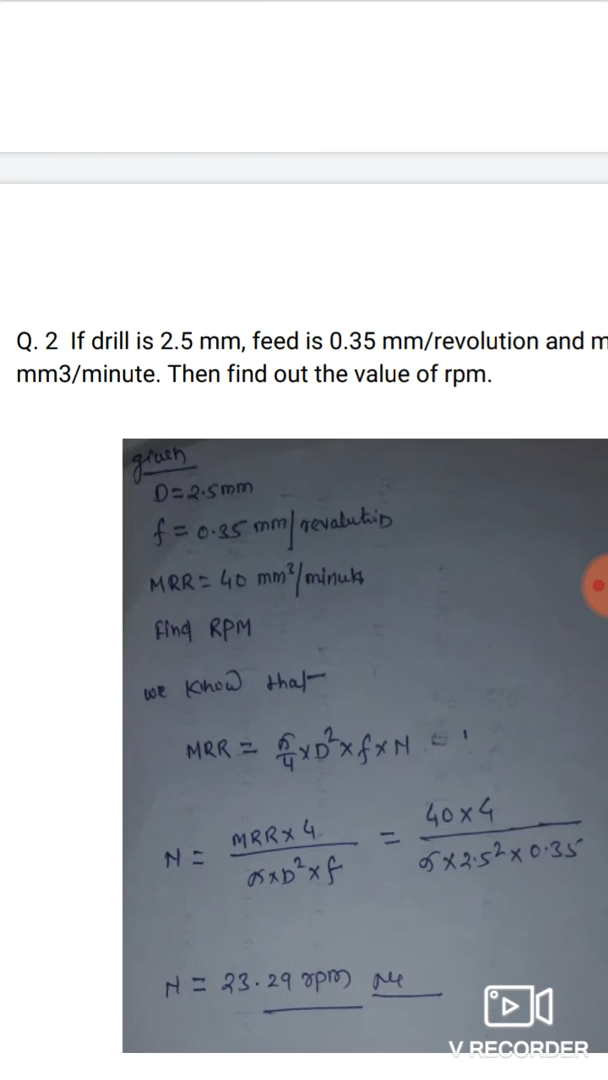 Q. 2 If drill is 2.5 mm, feed is 0.35 mm/revolution and m
mm3/minute. Then find out the value of rpm.
given
D=2.5mm
f = 0.35 mm/revalution
MRR = 40 mm³/minute
find RPM
we know that
MRR = π/4 × D² × f × N =
N = MRR × 4 / π × D² × f = 40 × 4 / π × 2.5² × 0.35
N = 23.29 rpm
V RECORDER